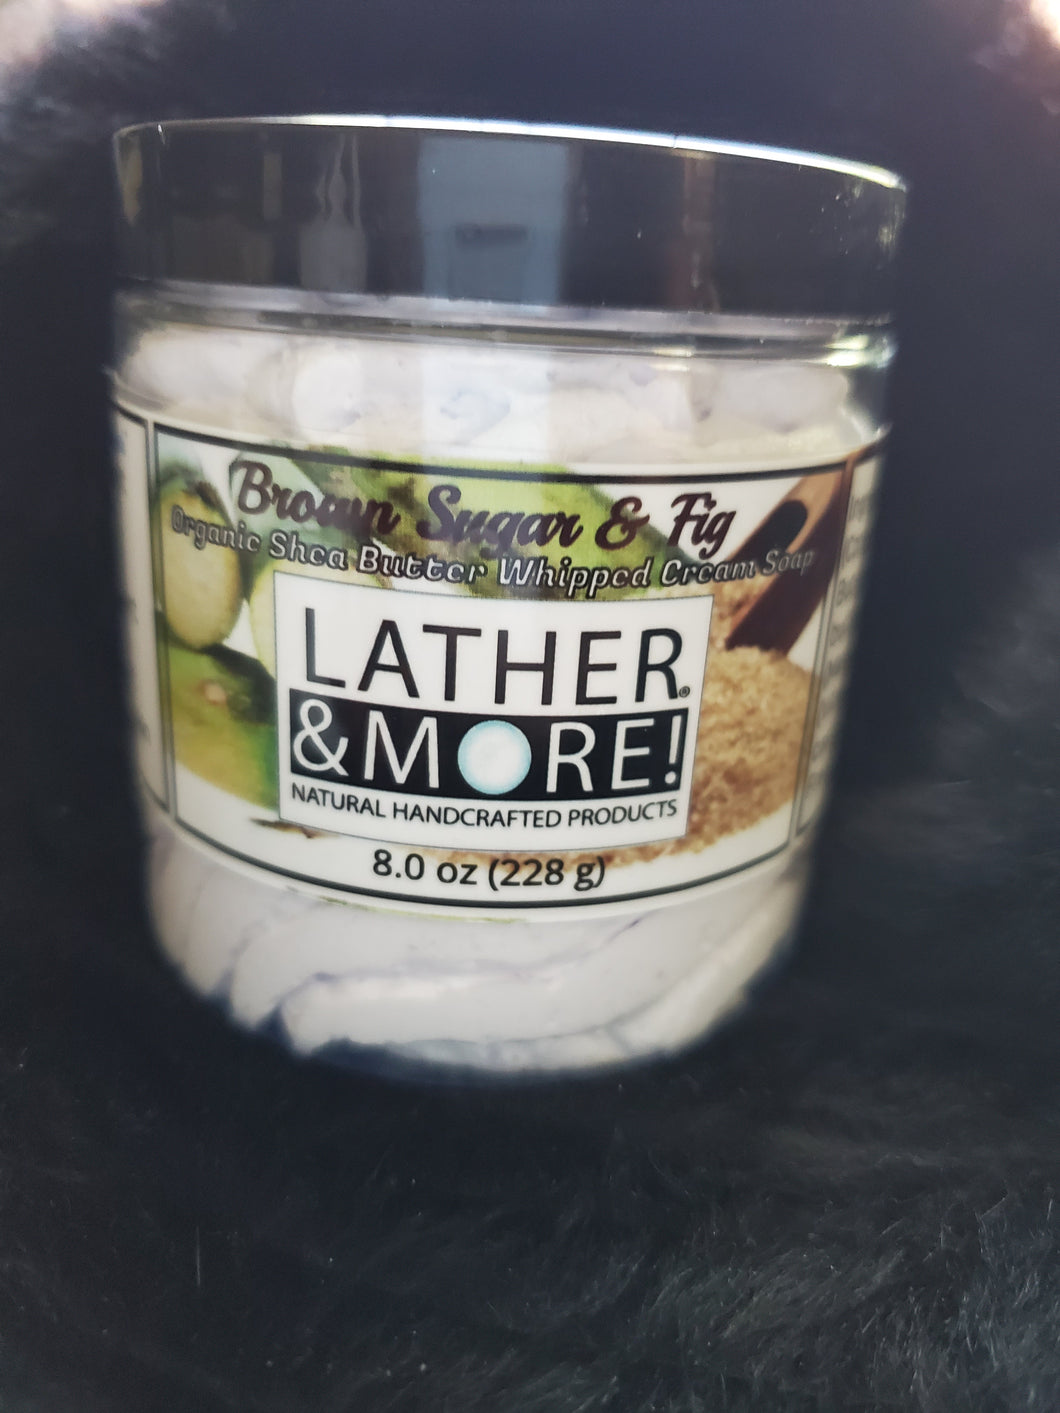 Brown Sugar & Fig
Organic Shea Butter Whipped Cream Soap
LATHER®
&MORE!
NATURAL HANDCRAFTED PRODUCTS
8.0 oz (228 g)